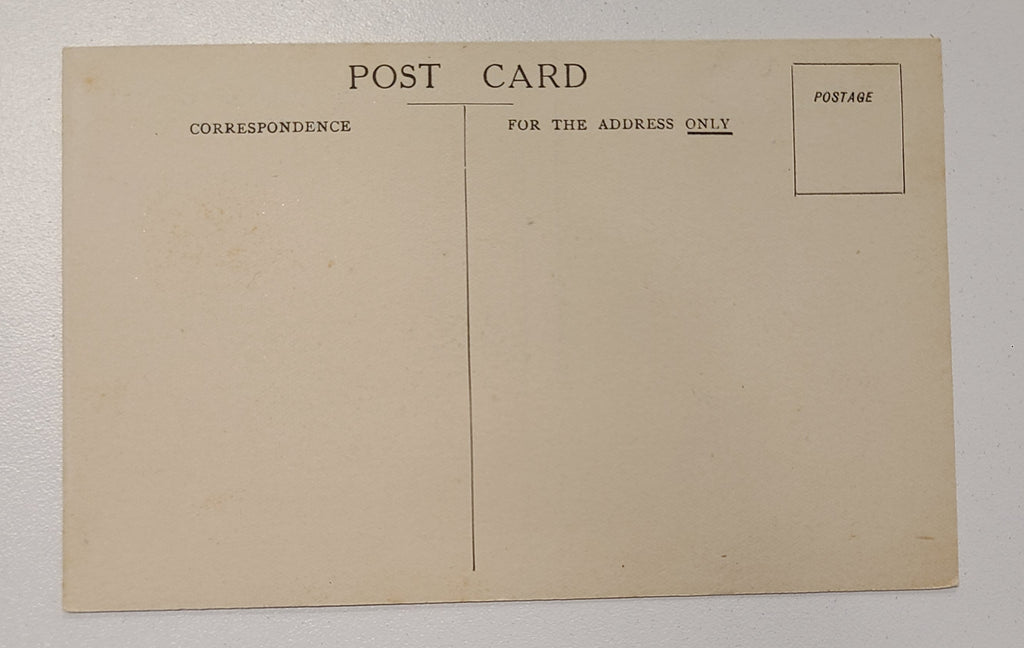 POST CARD
CORRESPONDENCE
FOR THE ADDRESS ONLY
POSTAGE